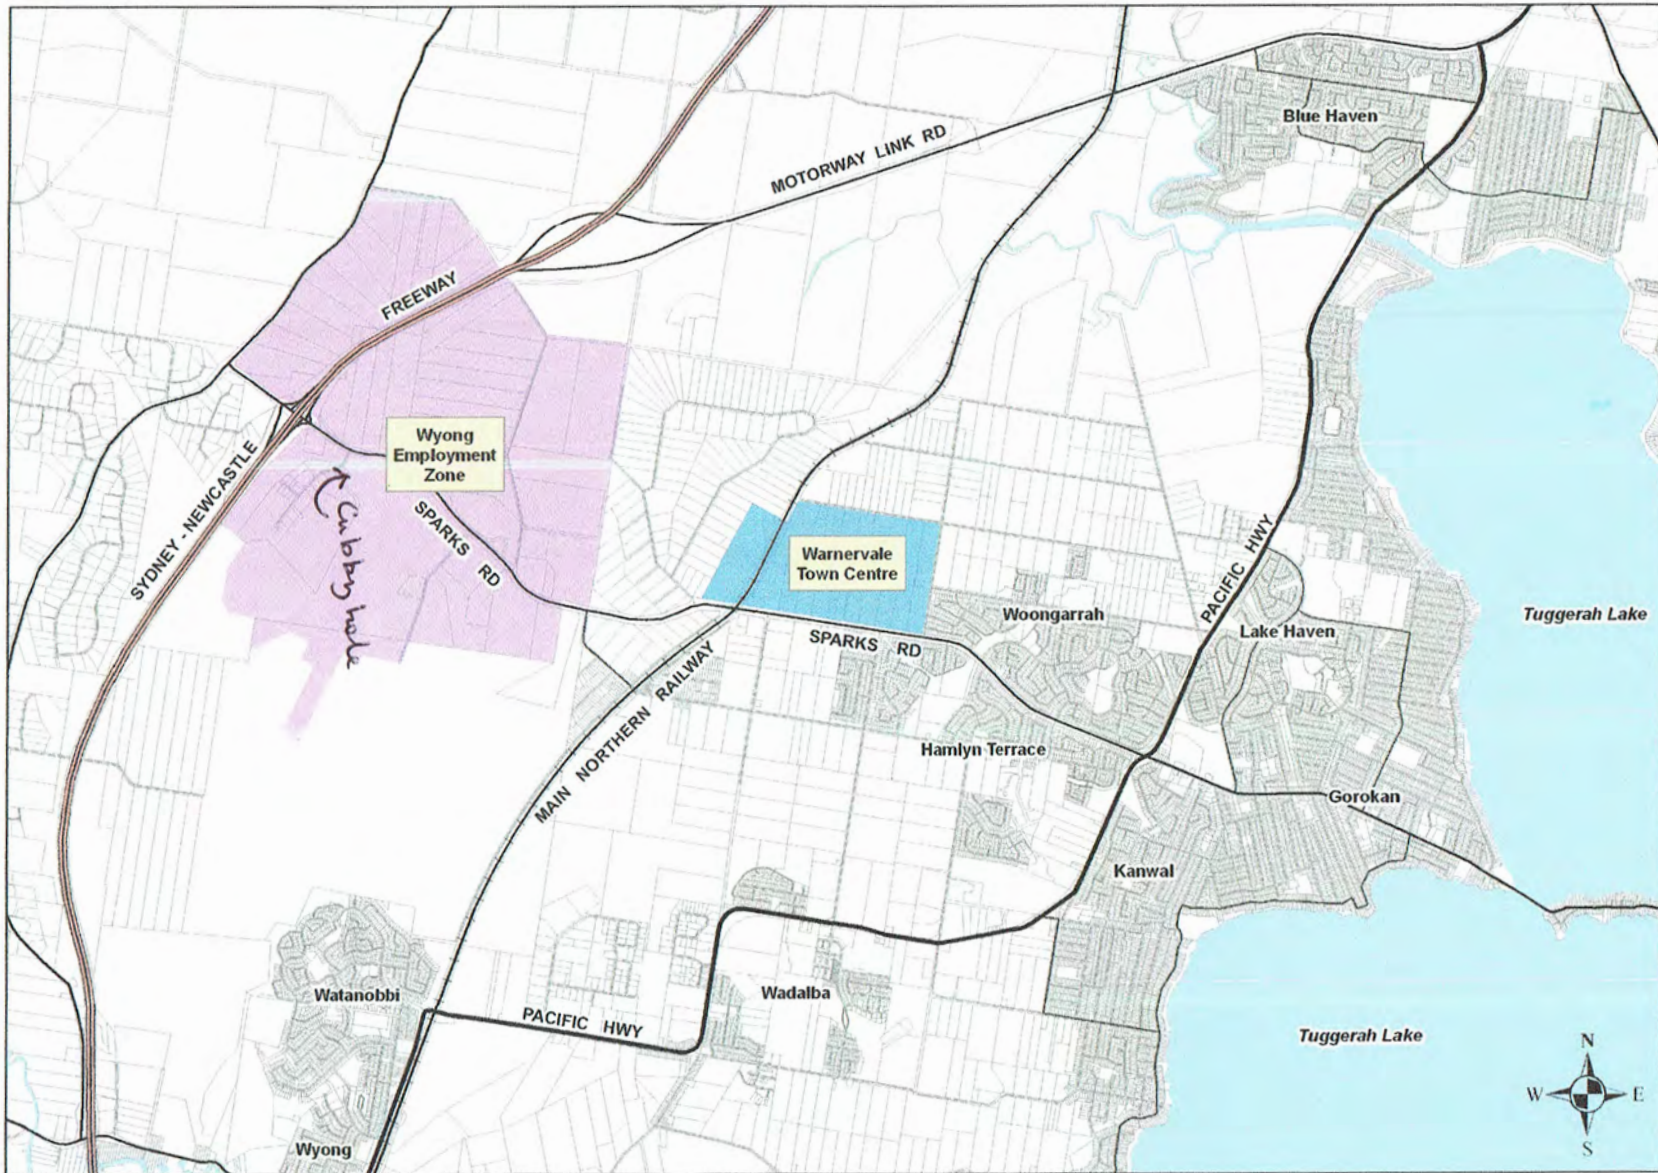 Blue Haven
MOTORWAY LINK RD
FREEWAY
Wyong
Employment
Zone
SYDNEY - NEWCASTLE
Cubby hole
SPARKS RD
Warnervale
Town Centre
PACIFIC HWY
Woongarrah
Lake Haven
Tuggerah Lake
SPARKS RD
MAIN NORTHERN RAILWAY
Hamlyn Terrace
Gorokan
Kanwal
Watanobbi
Wadalba
PACIFIC HWY
Tuggerah Lake
N
W E
S
Wyong